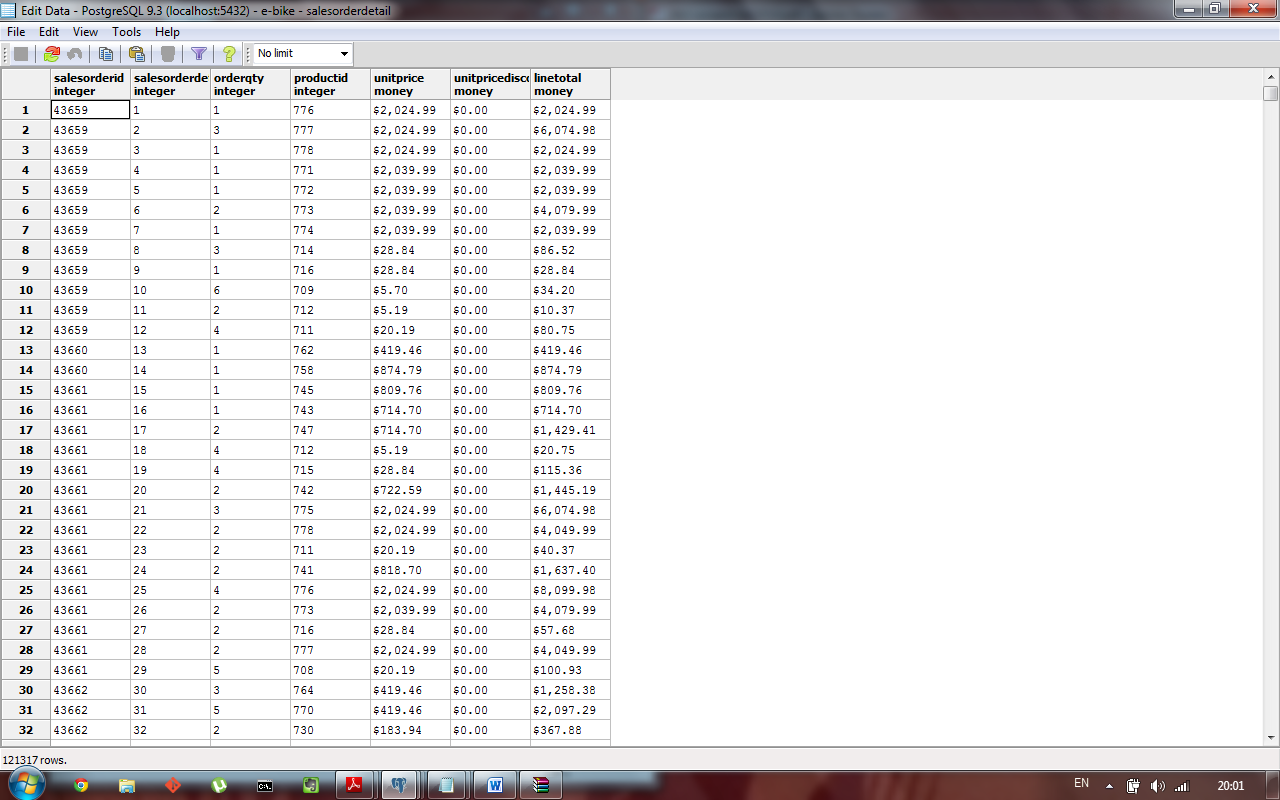 Edit Data - PostgreSQL 9.3 (localhost:5432) - e-bike - salesorderdetail
File Edit View Tools Help
No limit
salesorderid salesorderde orderqty productid unitprice unitpricedisco linetotal
integer integer integer integer money money money
1 43659 1 1 776 $2,024.99 $0.00 $2,024.99
2 43659 2 3 777 $2,024.99 $0.00 $6,074.98
3 43659 3 1 778 $2,024.99 $0.00 $2,024.99
4 43659 4 1 771 $2,039.99 $0.00 $2,039.99
5 43659 5 1 772 $2,039.99 $0.00 $2,039.99
6 43659 6 2 773 $2,039.99 $0.00 $4,079.99
7 43659 7 1 774 $2,039.99 $0.00 $2,039.99
8 43659 8 3 714 $28.84 $0.00 $86.52
9 43659 9 1 716 $28.84 $0.00 $28.84
10 43659 10 6 709 $5.70 $0.00 $34.20
11 43659 11 2 712 $5.19 $0.00 $10.37
12 43659 12 4 711 $20.19 $0.00 $80.75
13 43660 13 1 762 $419.46 $0.00 $419.46
14 43660 14 1 758 $874.79 $0.00 $874.79
15 43661 15 1 745 $809.76 $0.00 $809.76
16 43661 16 1 743 $714.70 $0.00 $714.70
17 43661 17 2 747 $714.70 $0.00 $1,429.41
18 43661 18 4 712 $5.19 $0.00 $20.75
19 43661 19 4 715 $28.84 $0.00 $115.36
20 43661 20 2 742 $722.59 $0.00 $1,445.19
21 43661 21 3 775 $2,024.99 $0.00 $6,074.98
22 43661 22 2 778 $2,024.99 $0.00 $4,049.99
23 43661 23 2 711 $20.19 $0.00 $40.37
24 43661 24 2 741 $818.70 $0.00 $1,637.40
25 43661 25 4 776 $2,024.99 $0.00 $8,099.98
26 43661 26 2 773 $2,039.99 $0.00 $4,079.99
27 43661 27 2 716 $28.84 $0.00 $57.68
28 43661 28 2 777 $2,024.99 $0.00 $4,049.99
29 43661 29 5 708 $20.19 $0.00 $100.93
30 43662 30 3 764 $419.46 $0.00 $1,258.38
31 43662 31 5 770 $419.46 $0.00 $2,097.29
32 43662 32 2 730 $183.94 $0.00 $367.88
121317 rows.
EN 20:01